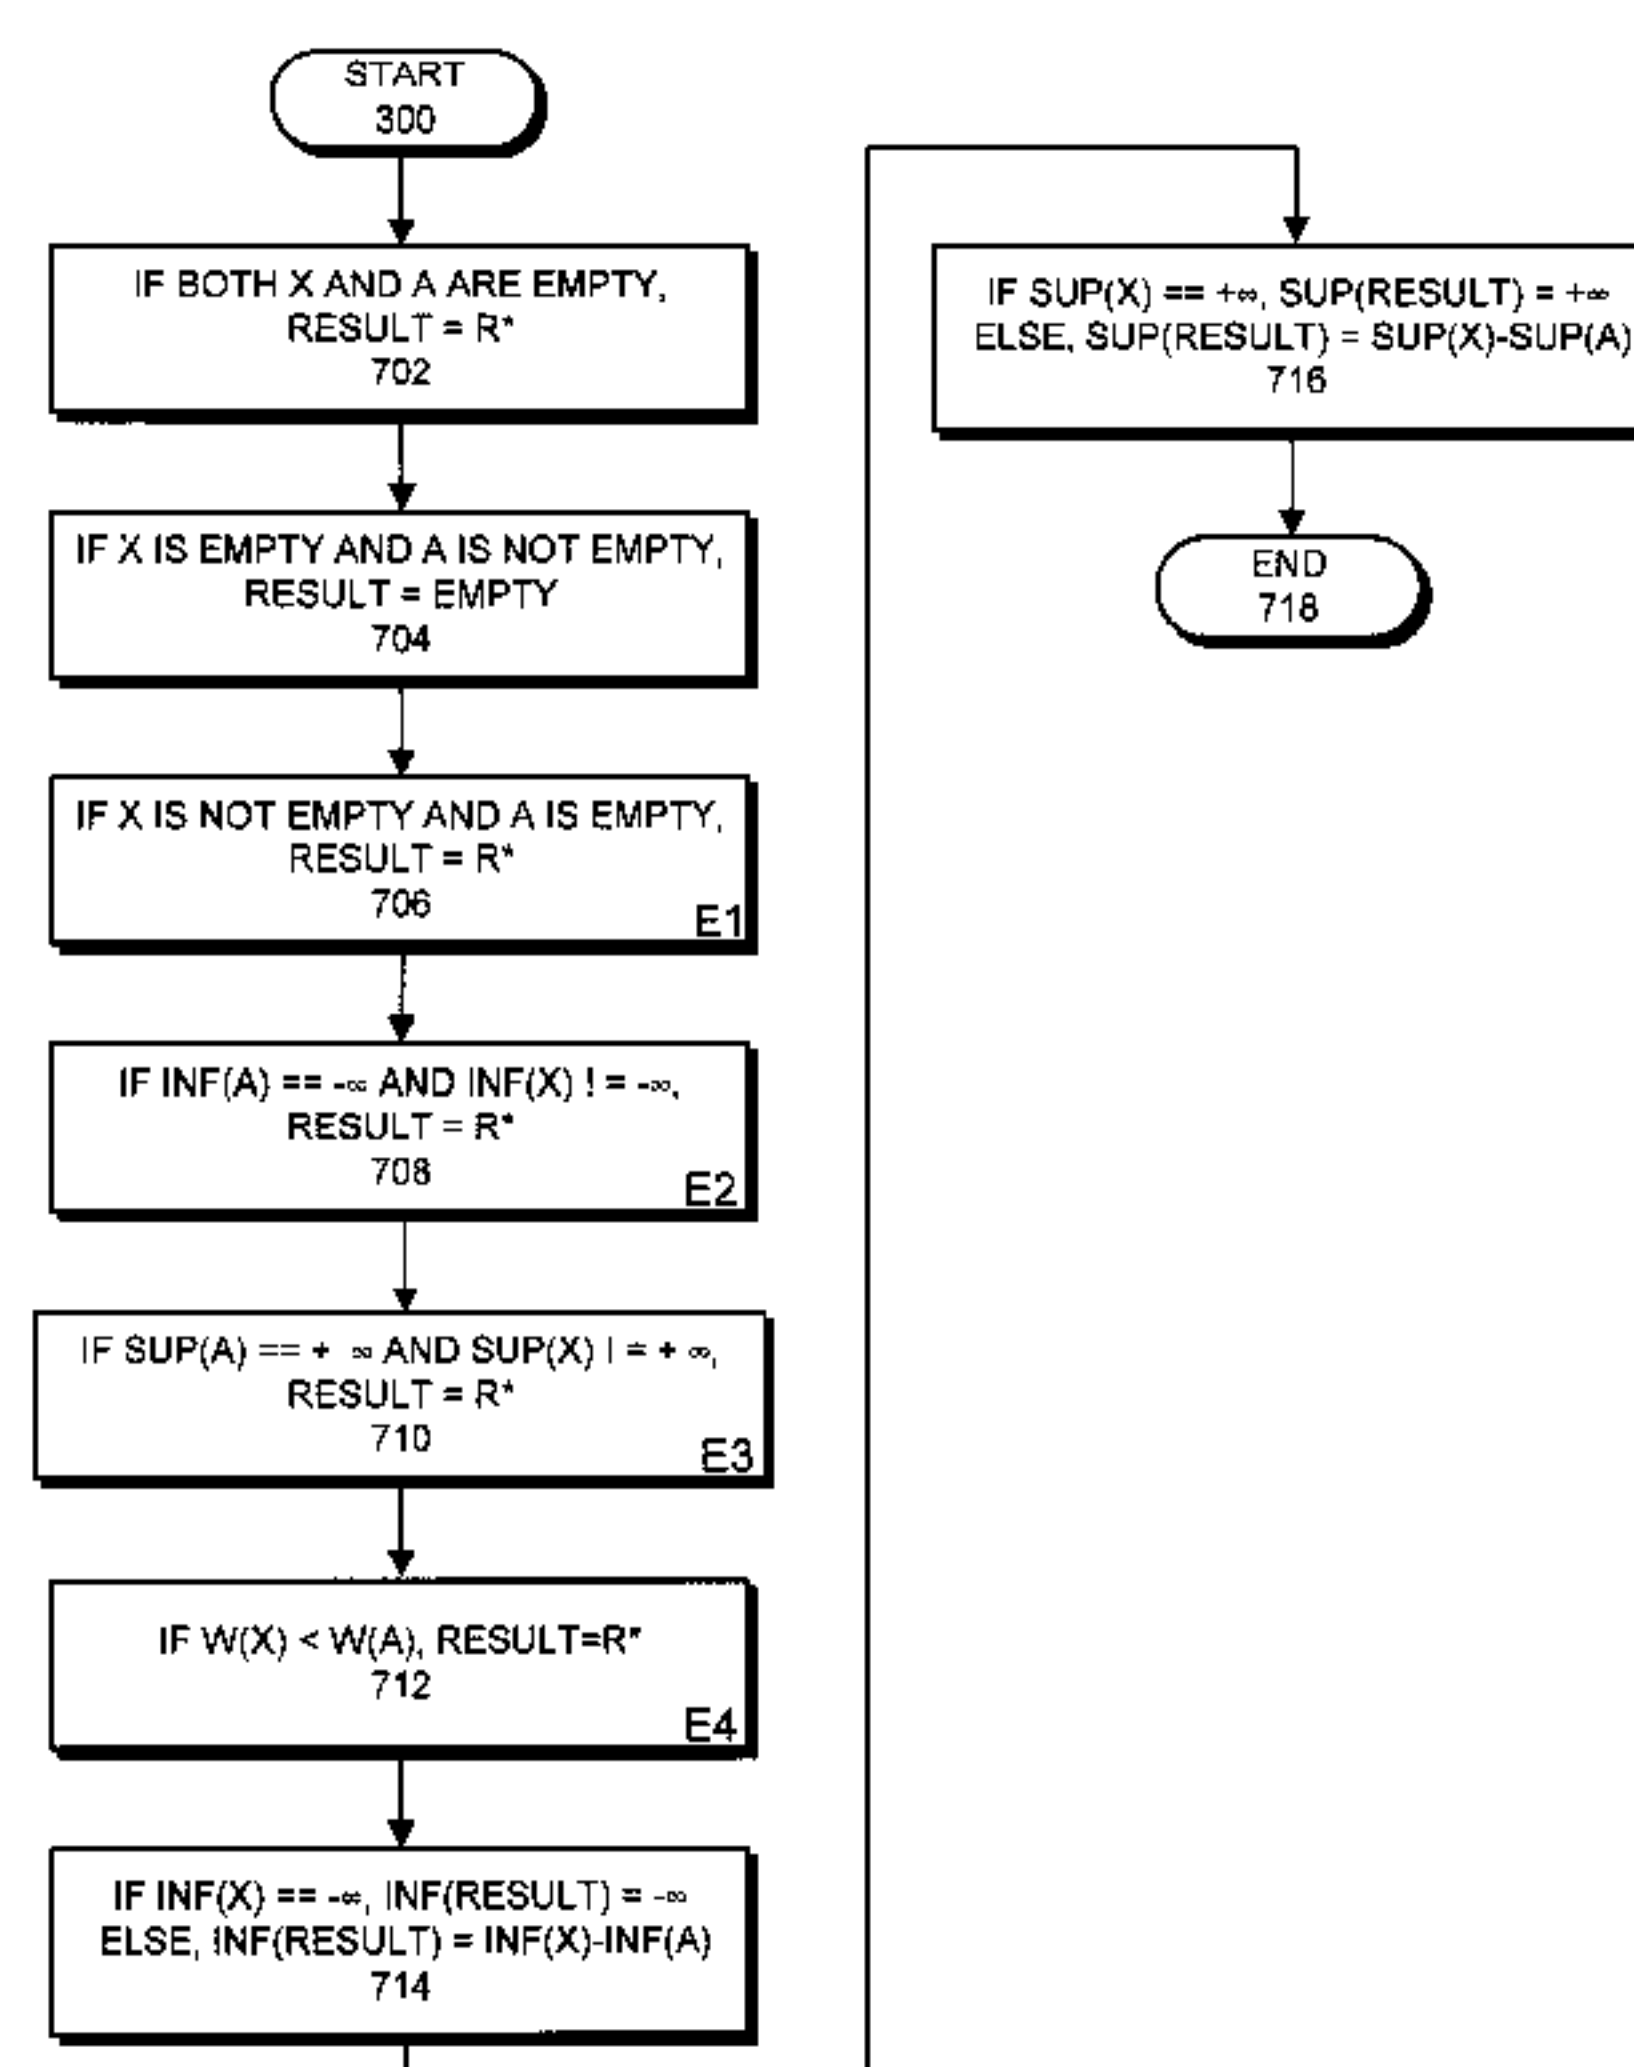 START
300
IF BOTH X AND A ARE EMPTY,
RESULT = R*
702
IF X IS EMPTY AND A IS NOT EMPTY,
RESULT = EMPTY
704
IF X IS NOT EMPTY AND A IS EMPTY,
RESULT = R*
706
E1
IF INF(A) == -∞ AND INF(X) ! = -∞,
RESULT = R*
708
E2
IF SUP(A) == + ∞ AND SUP(X) ! = + ∞,
RESULT = R*
710
E3
IF W(X) < W(A), RESULT=R*
712
E4
IF INF(X) == -∞, INF(RESULT) = -∞
ELSE, INF(RESULT) = INF(X)-INF(A)
714
IF SUP(X) == +∞, SUP(RESULT) = +∞
ELSE, SUP(RESULT) = SUP(X)-SUP(A)
716
END
718